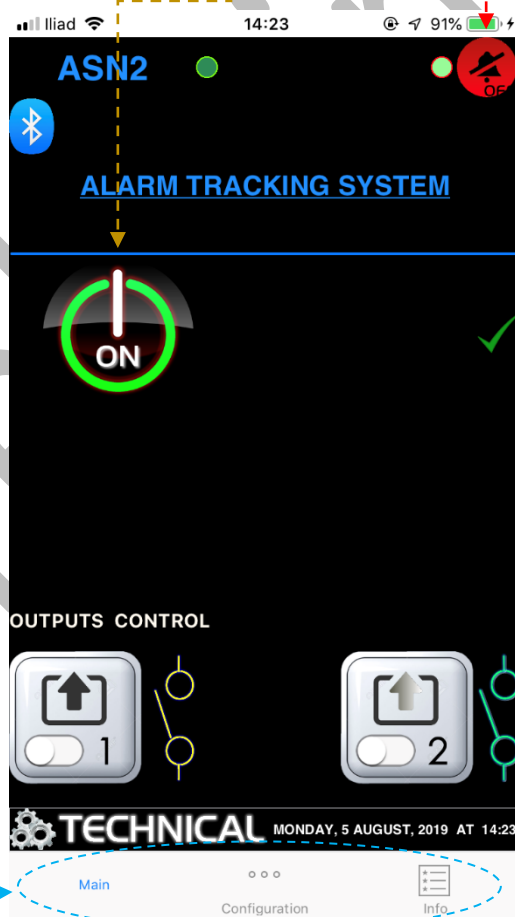 Iliad 14:23 91%
ASN2
OFF
ALARM TRACKING SYSTEM
ON
OUTPUTS CONTROL
1 2
TECHNICAL MONDAY, 5 AUGUST, 2019 AT 14:23
Main Configuration Info